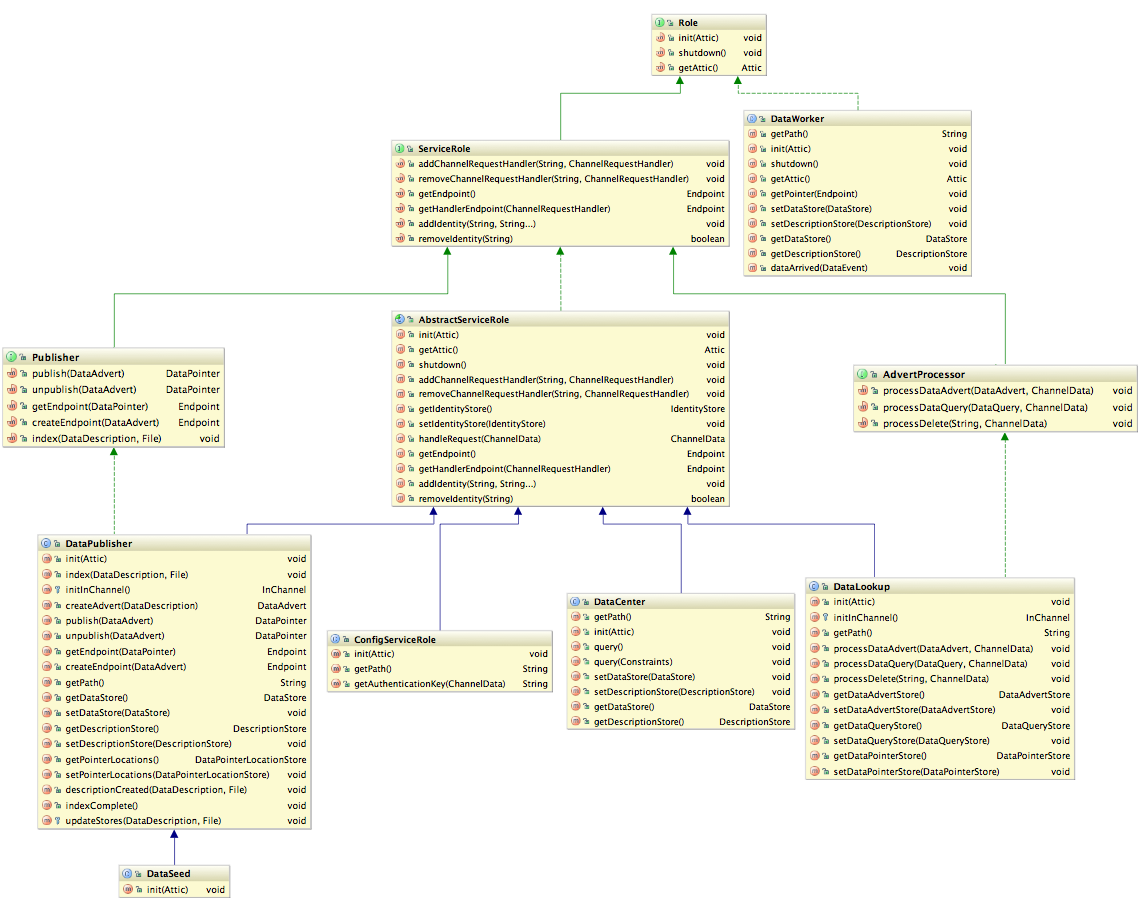 Role
init(Attic) void
shutdown() void
getAttic() Attic
DataWorker
getPath() String
init(Attic) void
shutdown() void
getAttic() Attic
getPointer(Endpoint) void
setDataStore(DataStore) void
setDescriptionStore(DescriptionStore) void
getDataStore() DataStore
getDescriptionStore() DescriptionStore
dataArrived(DataEvent) void
ServiceRole
addChannelRequestHandler(String, ChannelRequestHandler) void
removeChannelRequestHandler(String, ChannelRequestHandler) void
getEndpoint() Endpoint
getHandlerEndpoint(ChannelRequestHandler) Endpoint
addIdentity(String, String...) void
removeIdentity(String) boolean
Publisher
publish(DataAdvert) DataPointer
unpublish(DataAdvert) DataPointer
getEndpoint(DataPointer) Endpoint
createEndpoint(DataAdvert) Endpoint
index(DataDescription, File) void
AbstractServiceRole
init(Attic) void
getAttic() Attic
shutdown() void
addChannelRequestHandler(String, ChannelRequestHandler) void
removeChannelRequestHandler(String, ChannelRequestHandler) void
getIdentityStore() IdentityStore
setIdentityStore(IdentityStore) void
handleRequest(ChannelData) ChannelData
getEndpoint() Endpoint
getHandlerEndpoint(ChannelRequestHandler) Endpoint
addIdentity(String, String...) void
removeIdentity(String) boolean
AdvertProcessor
processDataAdvert(DataAdvert, ChannelData) void
processDataQuery(DataQuery, ChannelData) void
processDelete(String, ChannelData) void
DataPublisher
init(Attic) void
index(DataDescription, File) void
initInChannel() InChannel
createAdvert(DataDescription) DataAdvert
publish(DataAdvert) DataPointer
unpublish(DataAdvert) DataPointer
getEndpoint(DataPointer) Endpoint
createEndpoint(DataAdvert) Endpoint
getPath() String
getDataStore() DataStore
setDataStore(DataStore) void
getDescriptionStore() DescriptionStore
setDescriptionStore(DescriptionStore) void
getPointerLocations() DataPointerLocationStore
setPointerLocations(DataPointerLocationStore) void
descriptionCreated(DataDescription, File) void
indexComplete() void
updateStores(DataDescription, File) void
ConfigServiceRole
init(Attic) void
getPath() String
getAuthenticationKey(ChannelData) String
DataCenter
getPath() String
init(Attic) void
query() void
query(Constraints) void
setDataStore(DataStore) void
setDescriptionStore(DescriptionStore) void
getDataStore() DataStore
getDescriptionStore() DescriptionStore
DataLookup
init(Attic) void
initInChannel() InChannel
getPath() String
processDataAdvert(DataAdvert, ChannelData) void
processDataQuery(DataQuery, ChannelData) void
processDelete(String, ChannelData) void
getDataAdvertStore() DataAdvertStore
setDataAdvertStore(DataAdvertStore) void
getDataQueryStore() DataQueryStore
setDataQueryStore(DataQueryStore) void
getDataPointerStore() DataPointerStore
setDataPointerStore(DataPointerStore) void
DataSeed
init(Attic) void